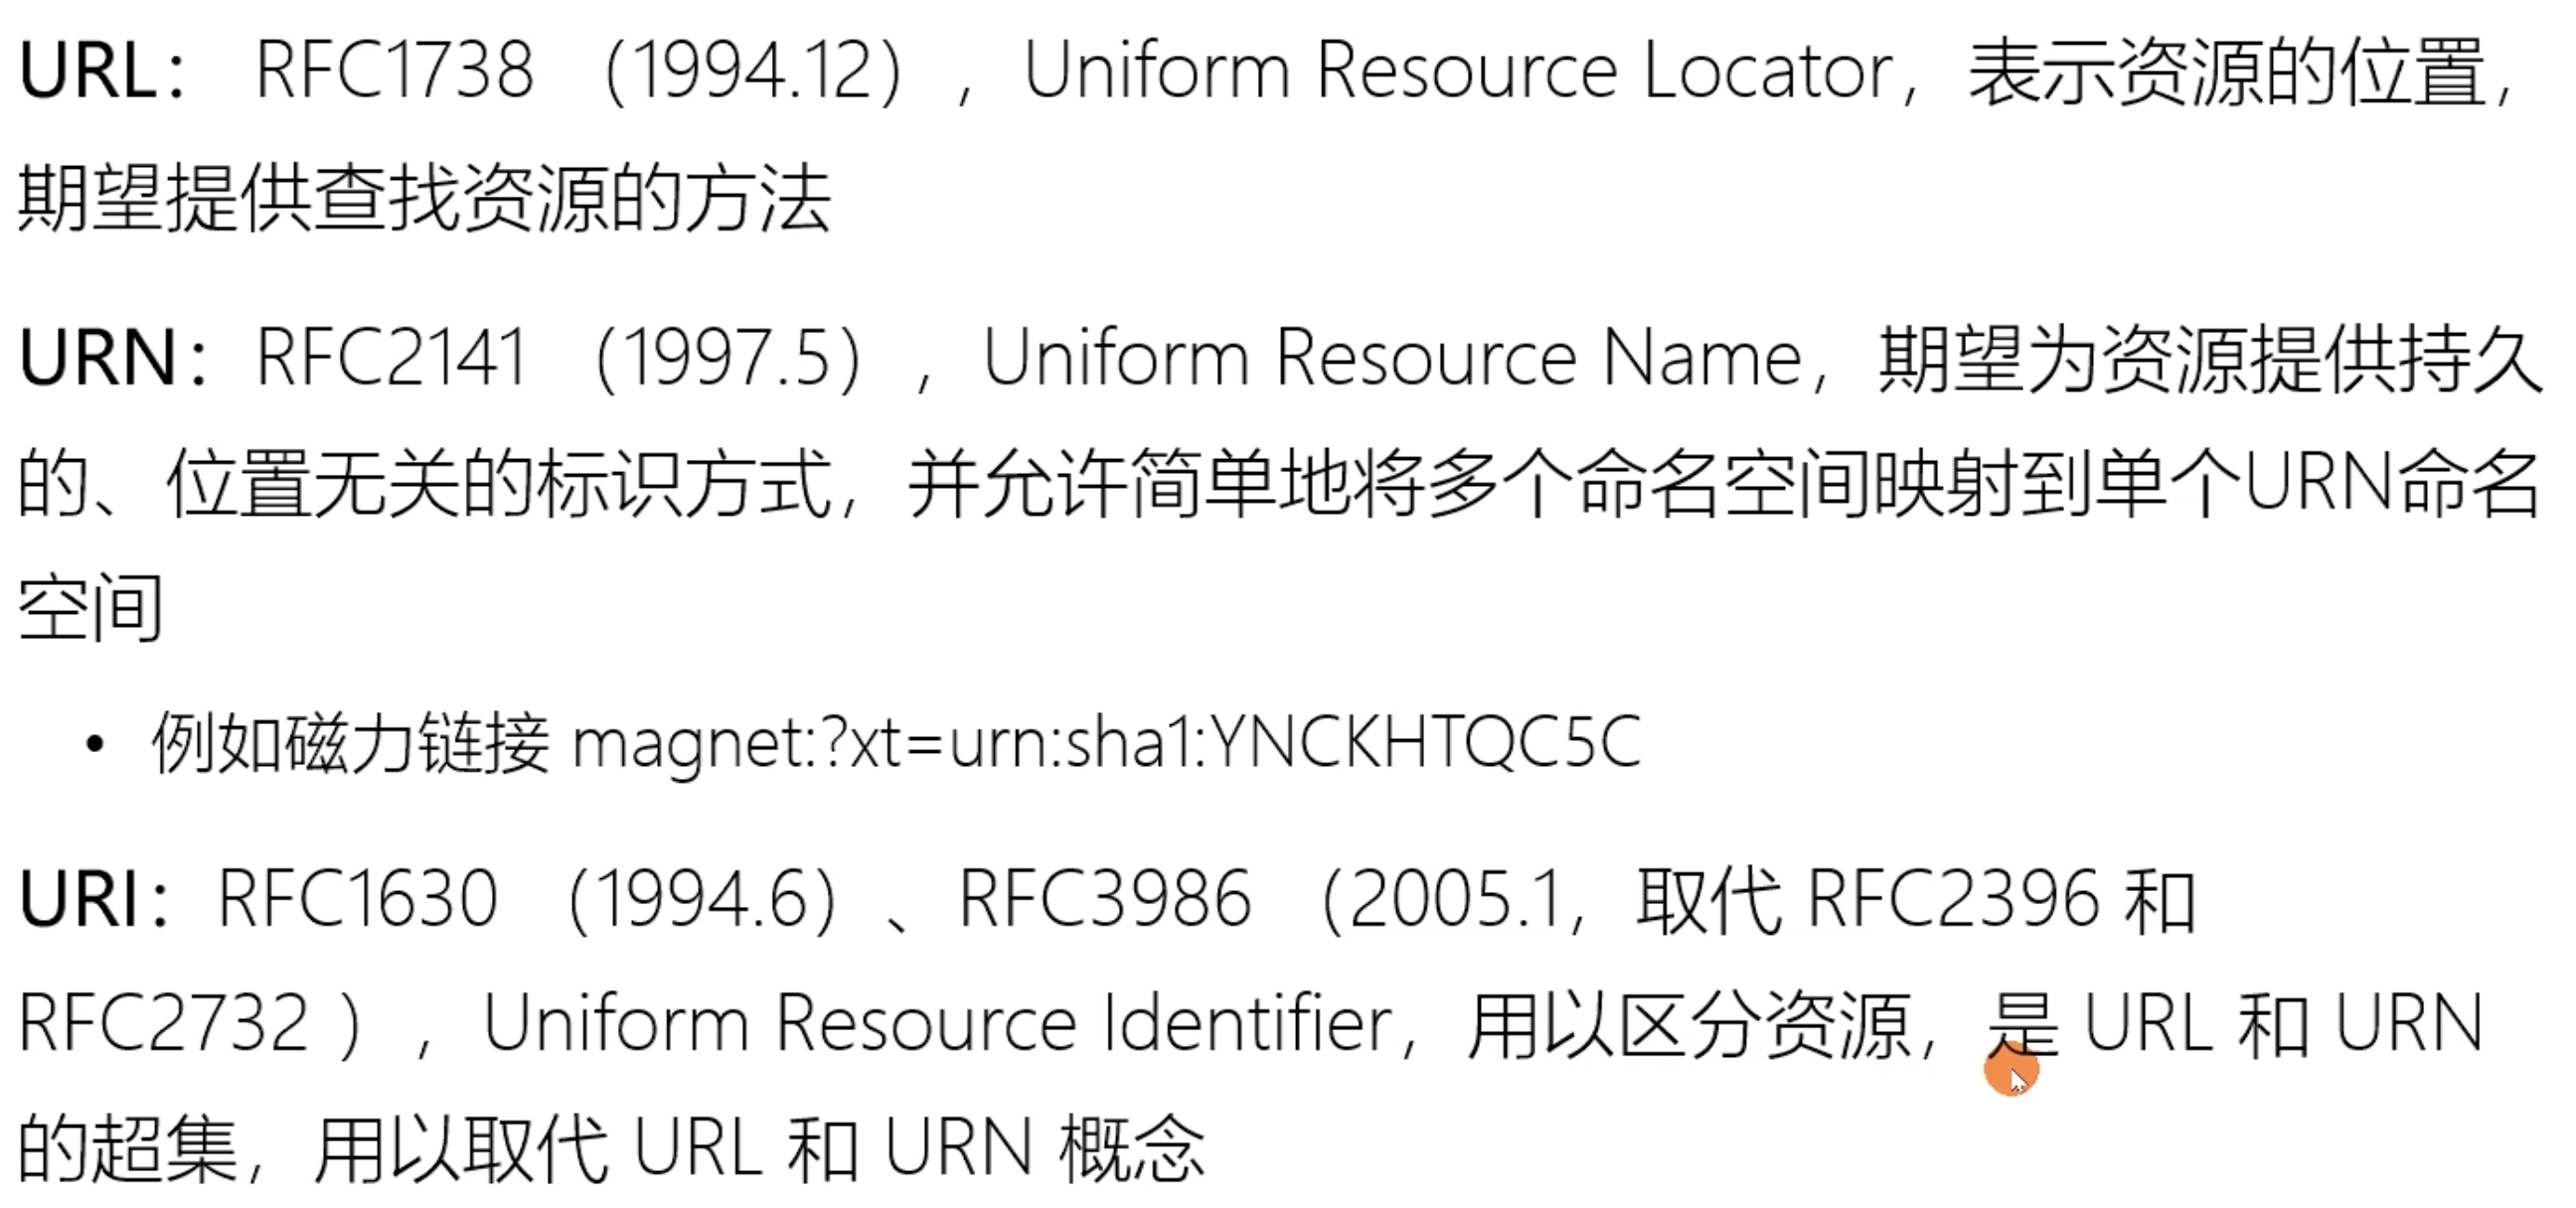 URL： RFC1738 （1994.12），Uniform Resource Locator，表示资源的位置，
期望提供查找资源的方法
URN：RFC2141 （1997.5），Uniform Resource Name，期望为资源提供持久
的、位置无关的标识方式，并允许简单地将多个命名空间映射到单个URN命名
空间
• 例如磁力链接 magnet:?xt=urn:sha1:YNCKHTQC5C
URI：RFC1630 （1994.6）、RFC3986 （2005.1，取代 RFC2396 和
RFC2732 ），Uniform Resource Identifier，用以区分资源，是 URL 和 URN
的超集，用以取代 URL 和 URN 概念